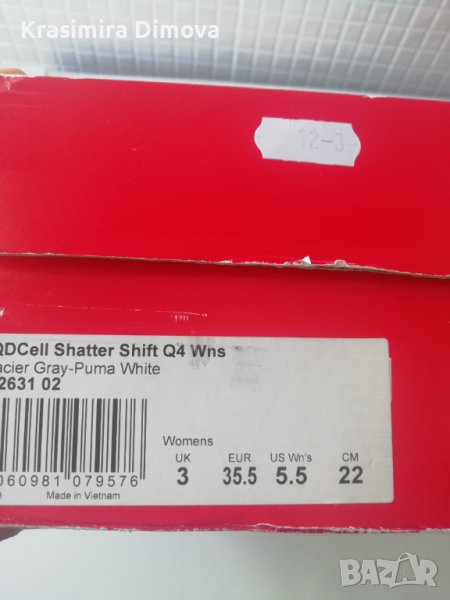 Krasimira Dimova
12-3
QDCell Shatter Shift Q4 Wns
acier Gray-Puma White
2631 02
Womens
UK EUR US Wn's CM
3 35.5 5.5 22
060981 079576
Made in Vietnam
BAZAR